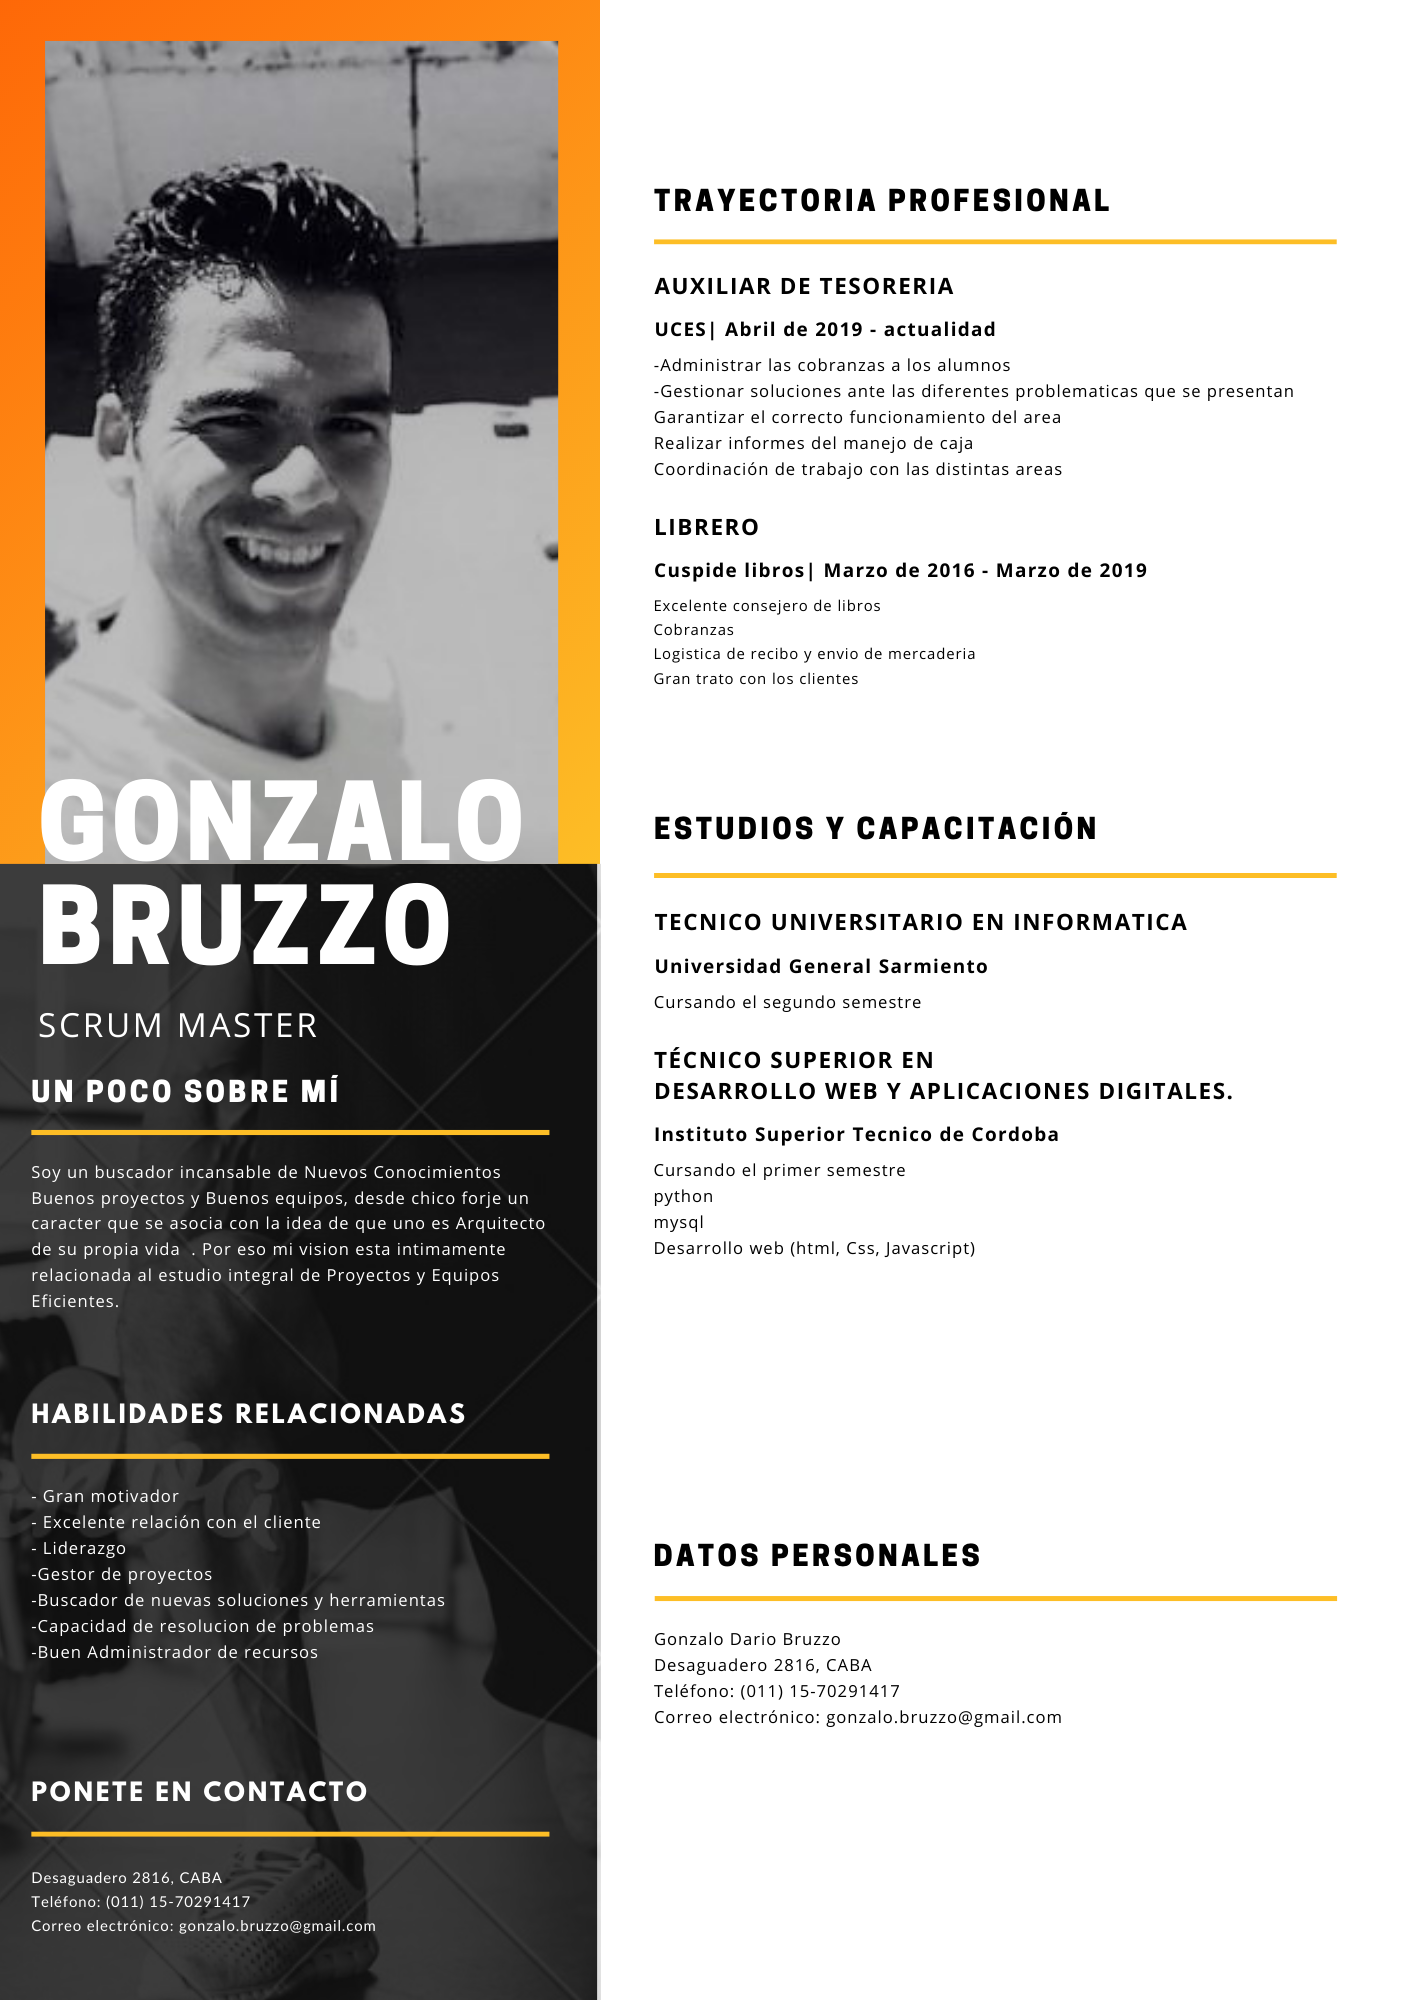 GONZALO
BRUZZO
SCRUM MASTER
UN POCO SOBRE MÍ
Soy un buscador incansable de Nuevos Conocimientos
Buenos proyectos y Buenos equipos, desde chico forje un
caracter que se asocia con la idea de que uno es Arquitecto
de su propia vida  . Por eso mi vision esta intimamente
relacionada al estudio integral de Proyectos y Equipos
Eficientes.
HABILIDADES RELACIONADAS
- Gran motivador
- Excelente relación con el cliente
- Liderazgo
-Gestor de proyectos
-Buscador de nuevas soluciones y herramientas
-Capacidad de resolucion de problemas
-Buen Administrador de recursos
PONETE EN CONTACTO
Desaguadero 2816, CABA
Teléfono: (011) 15-70291417
Correo electrónico: gonzalo.bruzzo@gmail.com
TRAYECTORIA PROFESIONAL
AUXILIAR DE TESORERIA
UCES| Abril de 2019 - actualidad
-Administrar las cobranzas a los alumnos
-Gestionar soluciones ante las diferentes problematicas que se presentan
Garantizar el correcto funcionamiento del area
Realizar informes del manejo de caja
Coordinación de trabajo con las distintas areas
LIBRERO
Cuspide libros| Marzo de 2016 - Marzo de 2019
Excelente consejero de libros
Cobranzas
Logistica de recibo y envio de mercaderia
Gran trato con los clientes
ESTUDIOS Y CAPACITACIÓN
TECNICO UNIVERSITARIO EN INFORMATICA
Universidad General Sarmiento
Cursando el segundo semestre
TÉCNICO SUPERIOR EN
DESARROLLO WEB Y APLICACIONES DIGITALES.
Instituto Superior Tecnico de Cordoba
Cursando el primer semestre
python
mysql
Desarrollo web (html, Css, Javascript)
DATOS PERSONALES
Gonzalo Dario Bruzzo
Desaguadero 2816, CABA
Teléfono: (011) 15-70291417
Correo electrónico: gonzalo.bruzzo@gmail.com